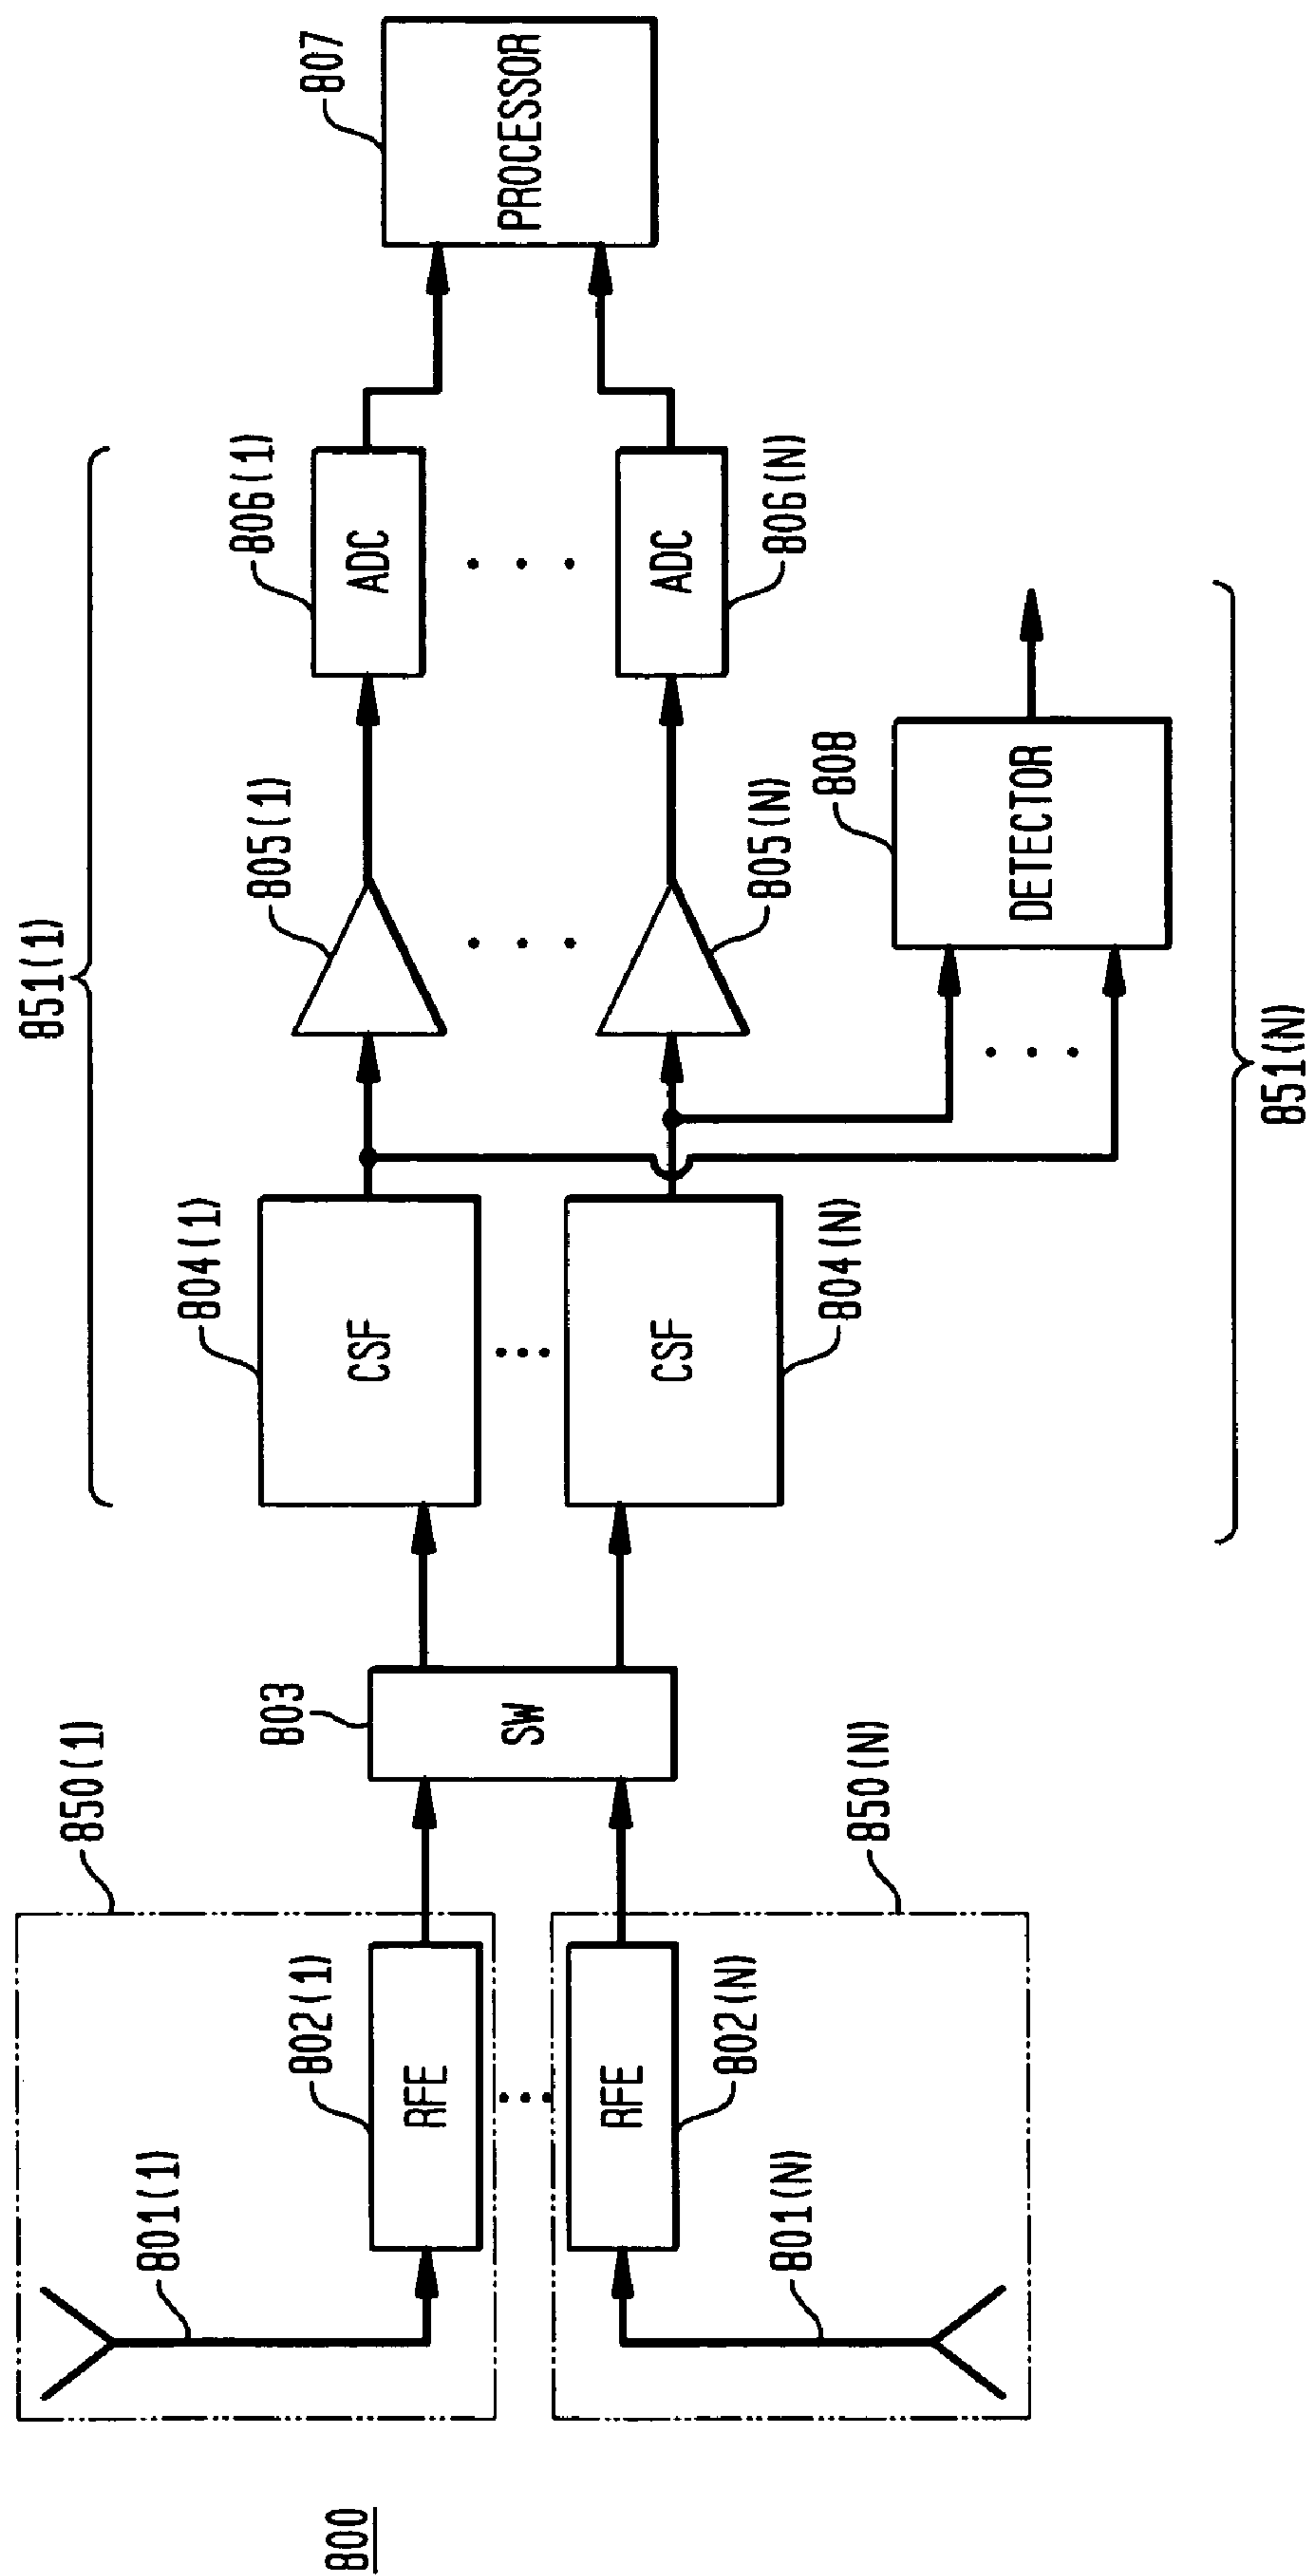 800
801(1)
802(1)
RFE
850(1)
801(N)
802(N)
RFE
850(N)
803
SW
851(1)
804(1)
CSF
804(N)
CSF
805(1)
805(N)
806(1)
ADC
806(N)
ADC
807
PROCESSOR
808
DETECTOR
851(N)